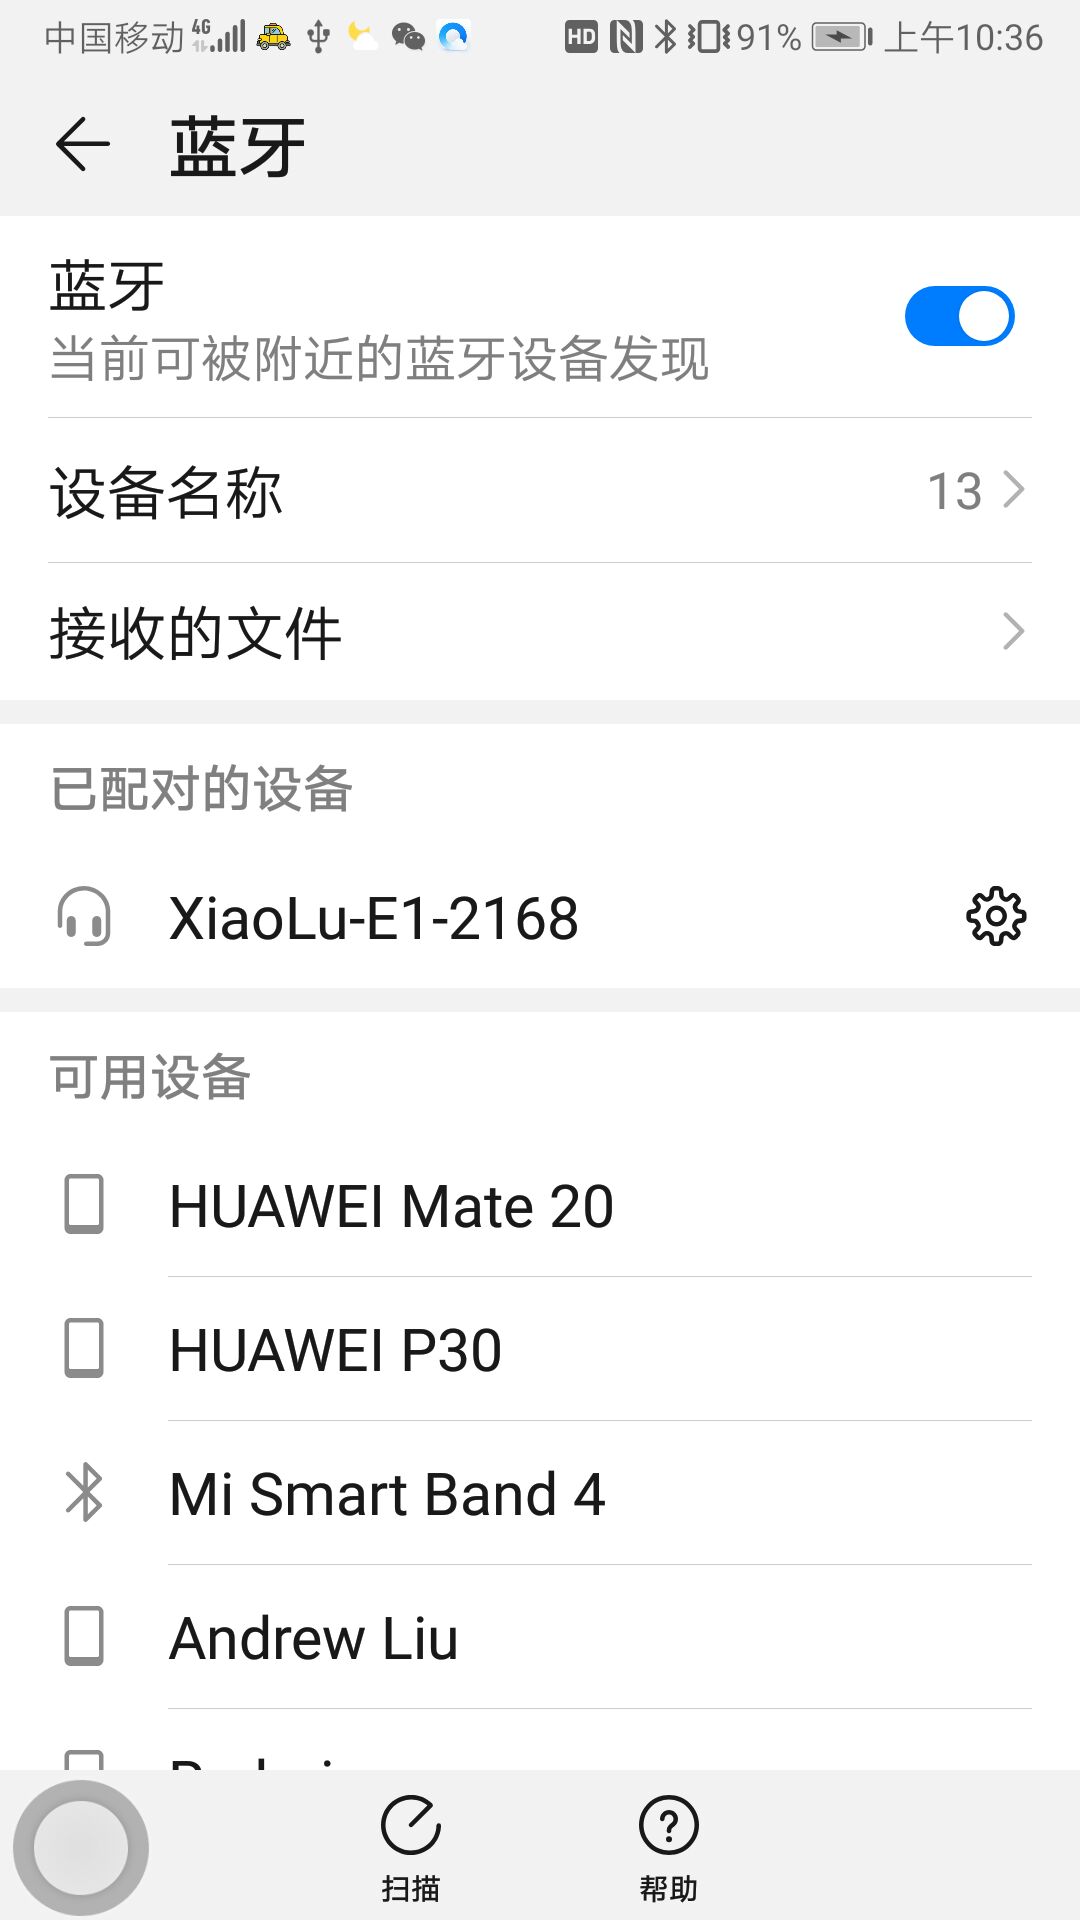 中国移动 4G HD 91% 上午10:36
蓝牙
蓝牙
当前可被附近的蓝牙设备发现
设备名称 13
接收的文件
已配对的设备
XiaoLu-E1-2168
可用设备
HUAWEI Mate 20
HUAWEI P30
Mi Smart Band 4
Andrew Liu
扫描 帮助